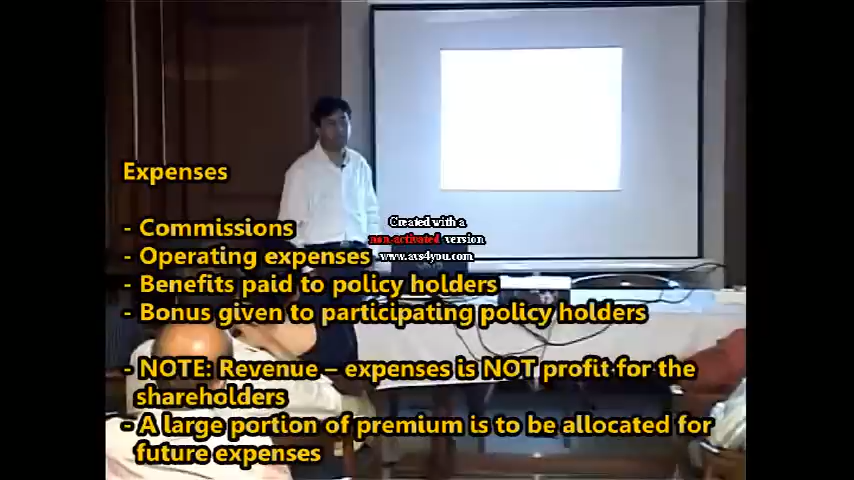 Expenses
- Commissions
- Operating expenses
- Benefits paid to policy holders
- Bonus given to participating policy holders
- NOTE: Revenue – expenses is NOT profit for the
shareholders
- A large portion of premium is to be allocated for
future expenses
Created with a
non-activated version
www.avs4you.com